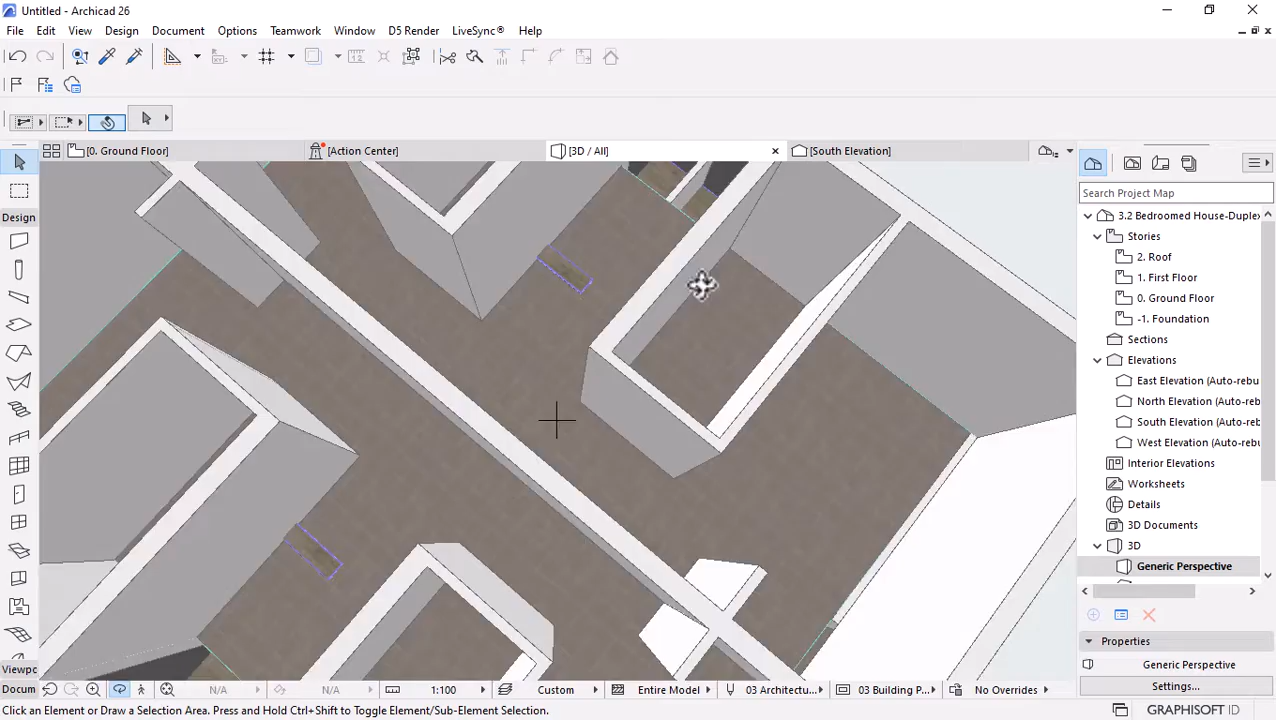 Untitled - Archicad 26
File Edit View Design Document Options Teamwork Window D5 Render LiveSync® Help
[0. Ground Floor] [Action Center] [3D / All] [South Elevation]
Search Project Map
Design
3.2 Bedroomed House-Duplex
Stories
2. Roof
1. First Floor
0. Ground Floor
-1. Foundation
Sections
Elevations
East Elevation (Auto-rebu
North Elevation (Auto-rebu
South Elevation (Auto-rebu
West Elevation (Auto-rebu
Interior Elevations
Worksheets
Details
3D Documents
3D
Generic Perspective
Properties
Generic Perspective
Settings...
Viewpc
Docum N/A N/A 1:100 Custom Entire Model 03 Architectu... 03 Building P... No Overrides
Click an Element or Draw a Selection Area. Press and Hold Ctrl+Shift to Toggle Element/Sub-Element Selection.
GRAPHISOFT ID